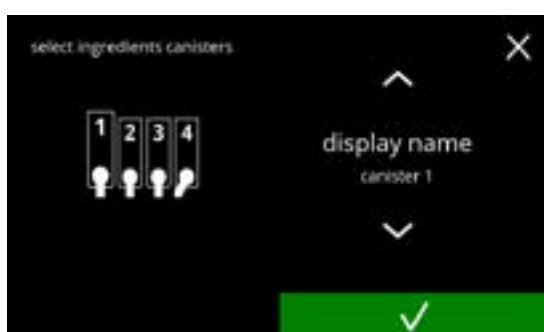 select ingredients canisters
1 2 3 4
display name
canister 1